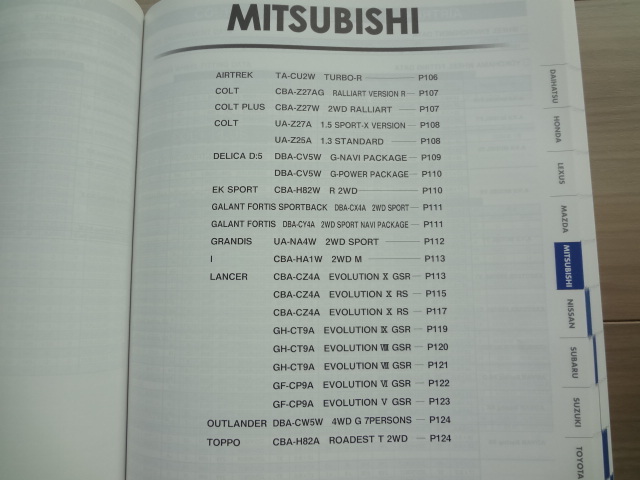 MITSUBISHI
AIRTREK TA-CU2W TURBO-R P106
COLT CBA-Z27AG RALLIART VERSION R P107
COLT PLUS CBA-Z27W 2WD RALLIART P107
COLT UA-Z27A 1.5 SPORT-X VERSION P108
UA-Z25A 1.3 STANDARD P108
DELICA D:5 DBA-CV5W G-NAVI PACKAGE P109
DBA-CV5W G-POWER PACKAGE P110
EK SPORT CBA-H82W R 2WD P110
GALANT FORTIS SPORTBACK DBA-CX4A 2WD SPORT P111
GALANT FORTIS DBA-CY4A 2WD SPORT NAVI PACKAGE P111
GRANDIS UA-NA4W 2WD SPORT P112
I CBA-HA1W 2WD M P113
LANCER CBA-CZ4A EVOLUTION X GSR P113
CBA-CZ4A EVOLUTION X RS P115
CBA-CZ4A EVOLUTION X RS P117
GH-CT9A EVOLUTION Ⅸ GSR P119
GH-CT9A EVOLUTION Ⅷ GSR P120
GH-CT9A EVOLUTION Ⅶ GSR P121
GF-CP9A EVOLUTION Ⅵ GSR P122
GF-CP9A EVOLUTION V GSR P123
OUTLANDER DBA-CW5W 4WD G 7PERSONS P124
TOPPO CBA-H82A ROADEST T 2WD P124
DAIHATSU
HONDA
LEXUS
MAZDA
MITSUBISHI
NISSAN
SUBARU
SUZUKI
TOYOTA